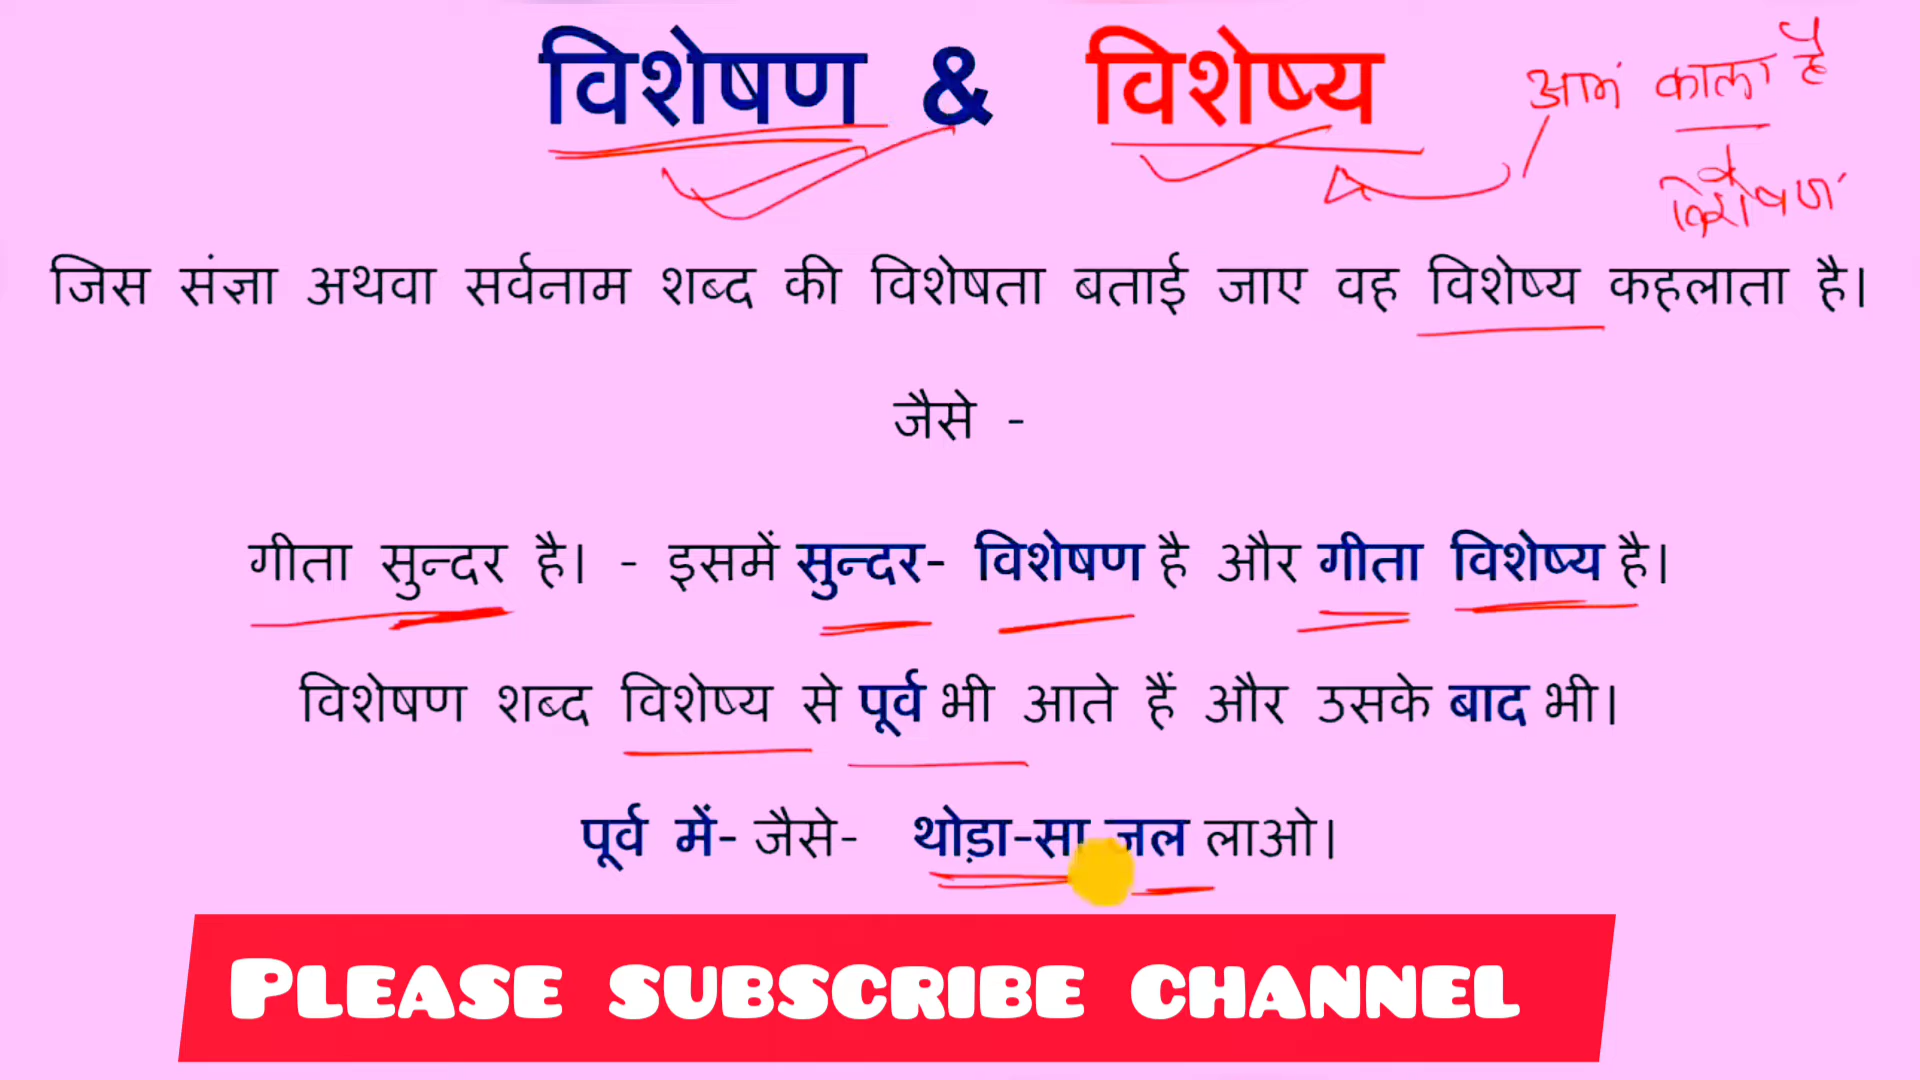 विशेषण & विशेष्य
काला है
विशेषण
जिस संज्ञा अथवा सर्वनाम शब्द की विशेषता बताई जाए वह विशेष्य कहलाता है।
जैसे -
गीता सुन्दर है। - इसमें सुन्दर- विशेषण है और गीता विशेष्य है।
विशेषण शब्द विशेष्य से पूर्व भी आते हैं और उसके बाद भी।
पूर्व में- जैसे- थोड़ा-सा जल लाओ।
PLEASE SUBSCRIBE CHANNEL